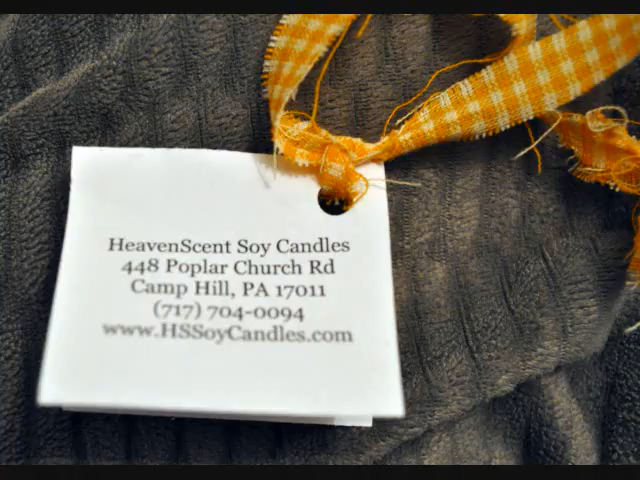 HeavenScent Soy Candles
448 Poplar Church Rd
Camp Hill, PA 17011
(717) 704-0094
www.HSSoyCandles.com